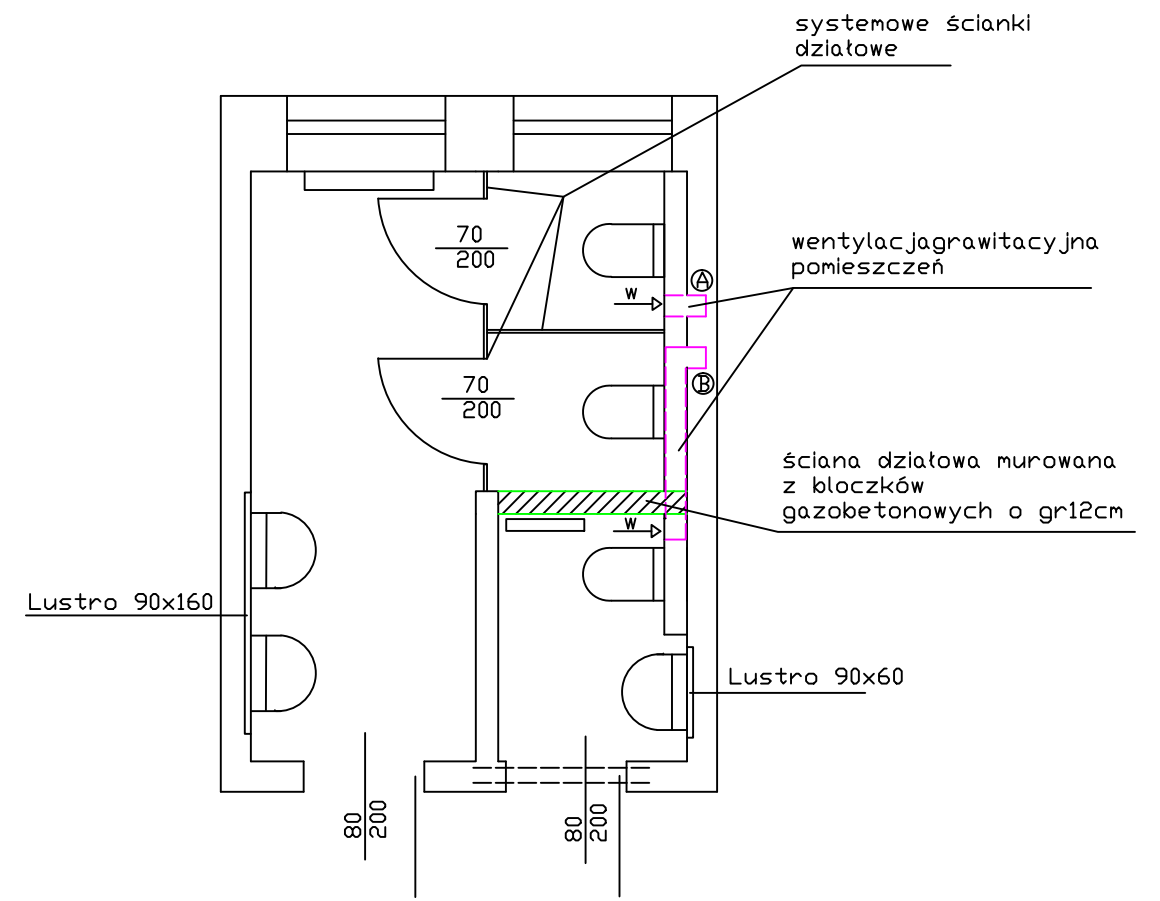 systemowe ścianki
działowe
70
200
wentylacjagrawitacyjna
pomieszczeń
A
W
B
70
200
ściana działowa murowana
z bloczków
gazobetonowych o gr12cm
W
Lustro 90x160
Lustro 90x60
80
200
80
200